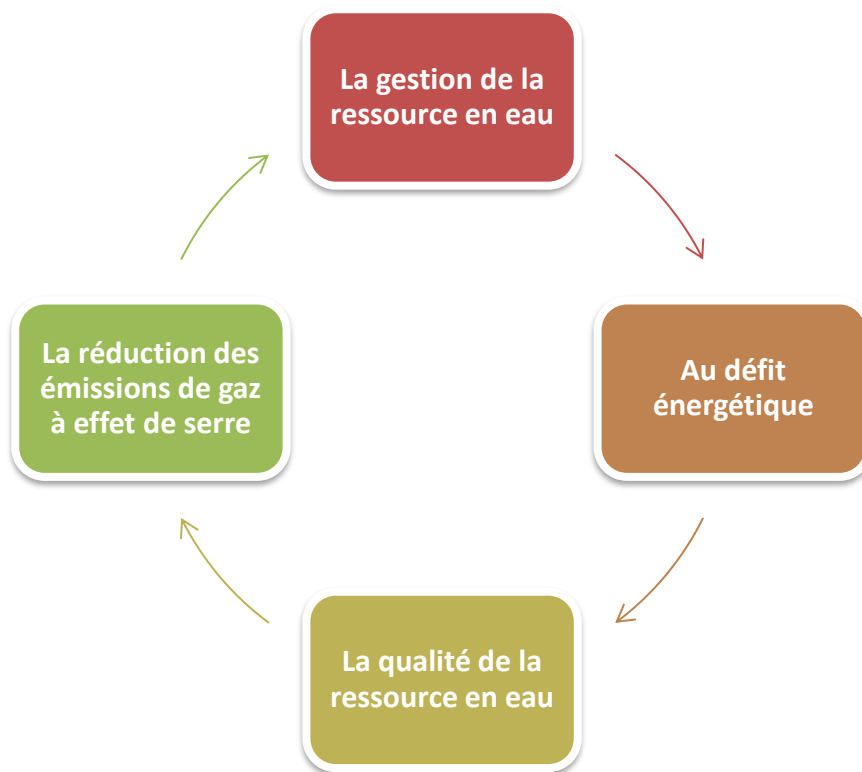 La gestion de la
ressource en eau
Au défit
énergétique
La qualité de la
ressource en eau
La réduction des
émissions de gaz
à effet de serre